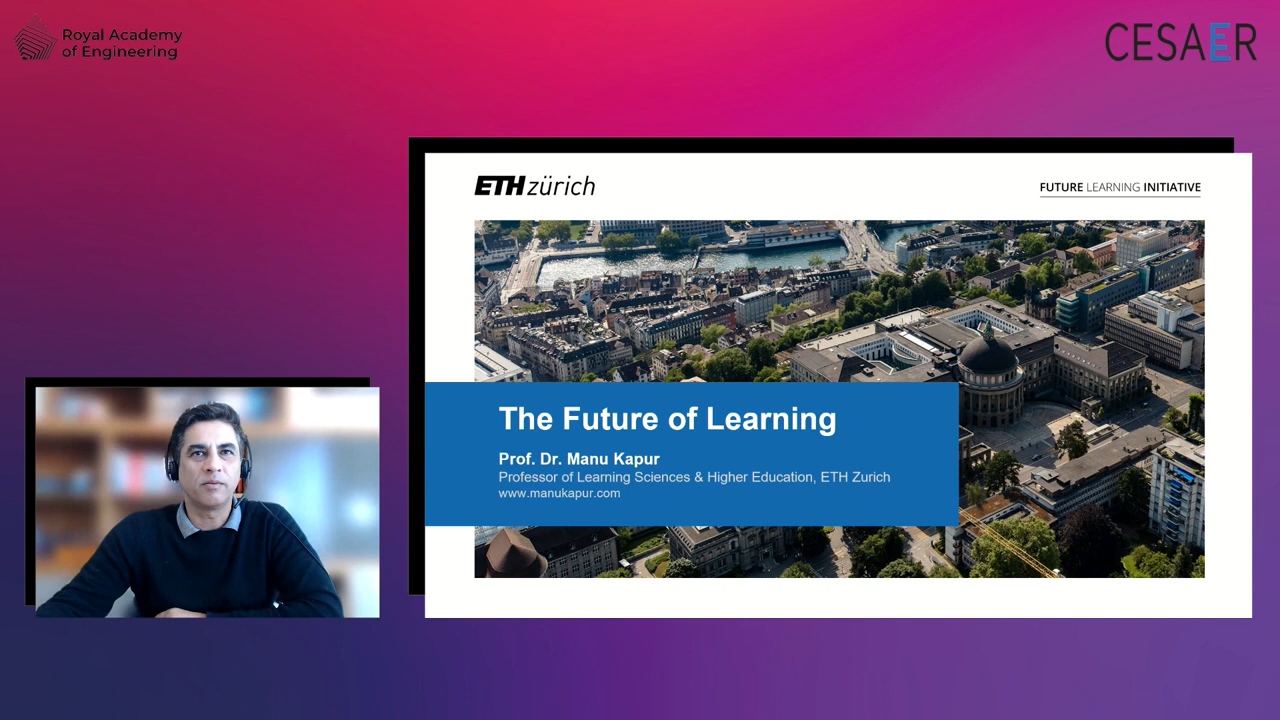 Royal Academy
of Engineering
CESAER
ETH zürich
FUTURE LEARNING INITIATIVE
The Future of Learning
Prof. Dr. Manu Kapur
Professor of Learning Sciences & Higher Education, ETH Zurich
www.manukapur.com